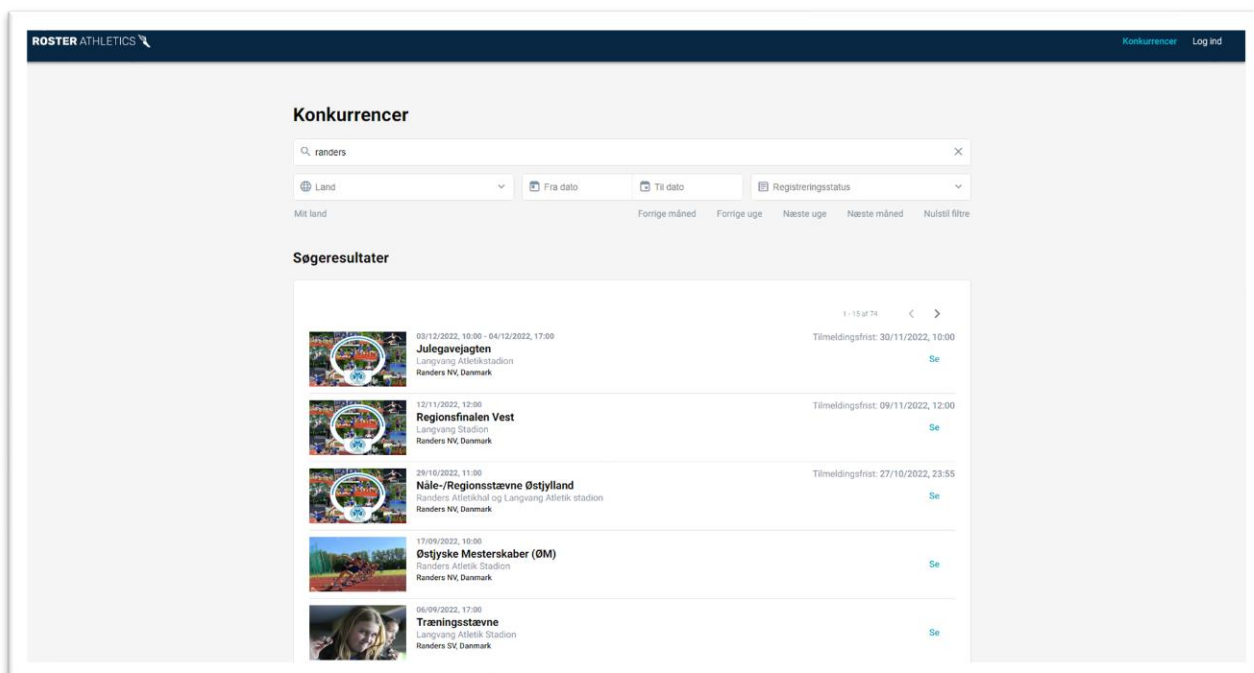 ROSTER ATHLETICS
Konkurrencer Log ind
Konkurrencer
randers
Land Fra dato Til dato Registreringsstatus
Mit land Forrige måned Forrige uge Næste uge Næste måned Nulstil filtre
Søgeresultater
1 - 15 af 74
03/12/2022, 10:00 - 04/12/2022, 17:00 Tilmeldingsfrist: 30/11/2022, 10:00
Julegavejagten
Langvang Atletikstadion Se
Randers NV, Danmark
12/11/2022, 12:00 Tilmeldingsfrist: 09/11/2022, 12:00
Regionsfinalen Vest
Langvang Stadion Se
Randers NV, Danmark
29/10/2022, 11:00 Tilmeldingsfrist: 27/10/2022, 23:55
Nåle-/Regionsstævne Østjylland
Randers Atletikhal og Langvang Atletik stadion Se
Randers NV, Danmark
17/09/2022, 10:00
Østjyske Mesterskaber (ØM)
Randers Atletik Stadion Se
Randers NV, Danmark
06/09/2022, 17:00
Træningsstævne
Langvang Atletik Stadion Se
Randers SV, Danmark